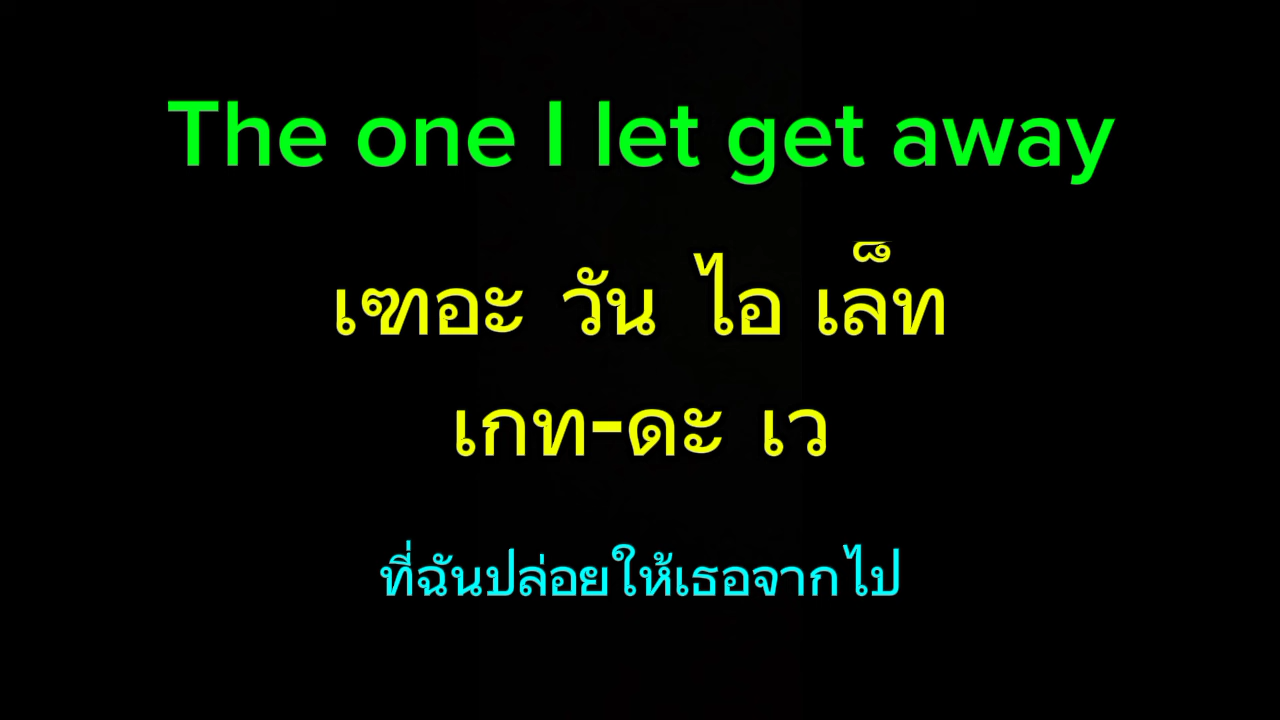 The one I let get away
เฑอะ วัน ไอ เล็ท
เกท-ดะ เว
ที่ฉันปล่อยให้เธอจากไป